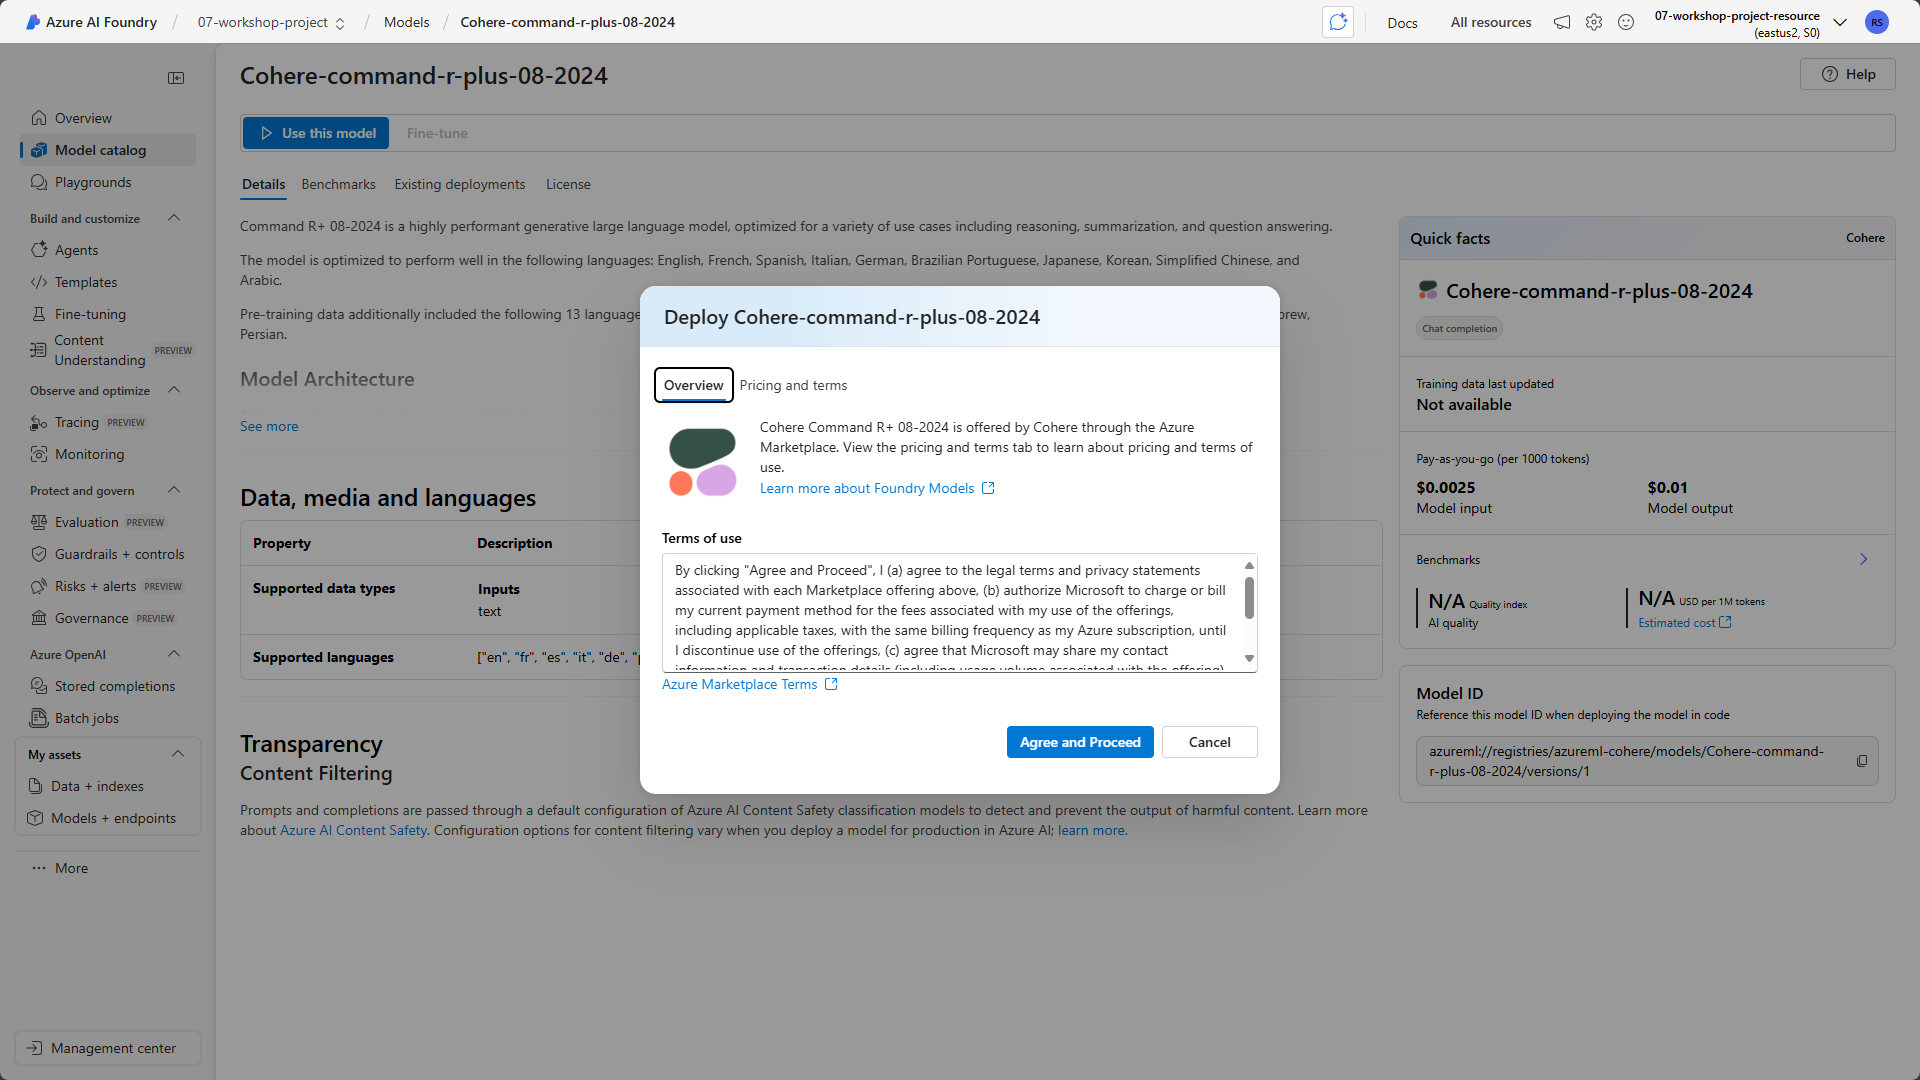 Azure AI Foundry / 07-workshop-project / Models / Cohere-command-r-plus-08-2024
Docs All resources
07-workshop-project-resource
(eastus2, S0)
RS
Overview
Model catalog
Playgrounds
Build and customize
Agents
Templates
Fine-tuning
Content
Understanding PREVIEW
Observe and optimize
Tracing PREVIEW
Monitoring
Protect and govern
Evaluation PREVIEW
Guardrails + controls
Risks + alerts PREVIEW
Governance PREVIEW
Azure OpenAI
Stored completions
Batch jobs
My assets
Data + indexes
Models + endpoints
More
Management center
Cohere-command-r-plus-08-2024
Help
Use this model Fine-tune
Details Benchmarks Existing deployments License
Command R+ 08-2024 is a highly performant generative large language model, optimized for a variety of use cases including reasoning, summarization, and question answering.
The model is optimized to perform well in the following languages: English, French, Spanish, Italian, German, Brazilian Portuguese, Japanese, Korean, Simplified Chinese, and
Arabic.
Pre-training data additionally included the following 13 language
Persian.
Model Architecture
See more
Data, media and languages
Property Description
Supported data types Inputs
text
Supported languages ["en", "fr", "es", "it", "de", "
Transparency
Content Filtering
Prompts and completions are passed through a default configuration of Azure AI Content Safety classification models to detect and prevent the output of harmful content. Learn more
about Azure AI Content Safety. Configuration options for content filtering vary when you deploy a model for production in Azure AI; learn more.
Deploy Cohere-command-r-plus-08-2024
Overview Pricing and terms
Cohere Command R+ 08-2024 is offered by Cohere through the Azure
Marketplace. View the pricing and terms tab to learn about pricing and terms of
use.
Learn more about Foundry Models
Terms of use
By clicking "Agree and Proceed", I (a) agree to the legal terms and privacy statements
associated with each Marketplace offering above, (b) authorize Microsoft to charge or bill
my current payment method for the fees associated with my use of the offerings,
including applicable taxes, with the same billing frequency as my Azure subscription, until
I discontinue use of the offerings, (c) agree that Microsoft may share my contact
information and transaction details (including usage volume associated with the offering)
Azure Marketplace Terms
Agree and Proceed Cancel
Quick facts Cohere
Cohere-command-r-plus-08-2024
Chat completion
Training data last updated
Not available
Pay-as-you-go (per 1000 tokens)
$0.0025 $0.01
Model input Model output
Benchmarks
N/A Quality index N/A USD per 1M tokens
AI quality Estimated cost
Model ID
Reference this model ID when deploying the model in code
azureml://registries/azureml-cohere/models/Cohere-command-
r-plus-08-2024/versions/1